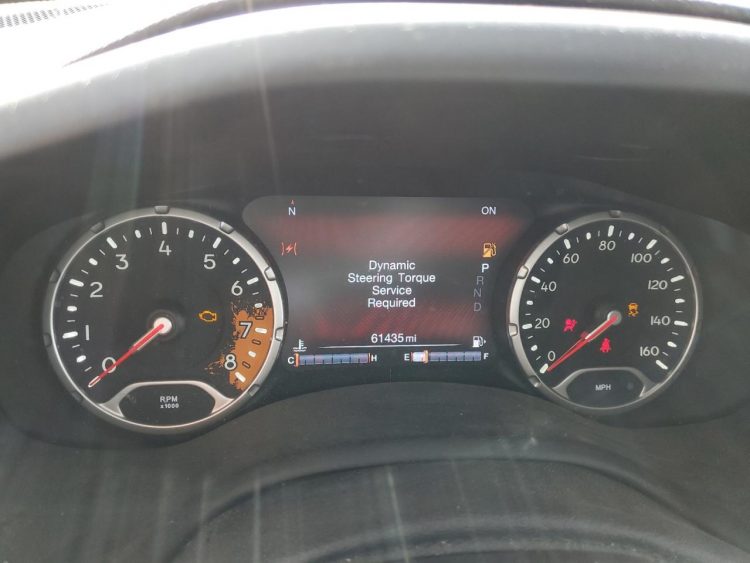 0
1
2
3
4
5
6
7
8
RPM
x1000
N
ON
Dynamic
Steering Torque
Service
Required
P
R
N
D
61435 mi
C
H
E
F
0
20
40
60
80
100
120
140
160
MPH